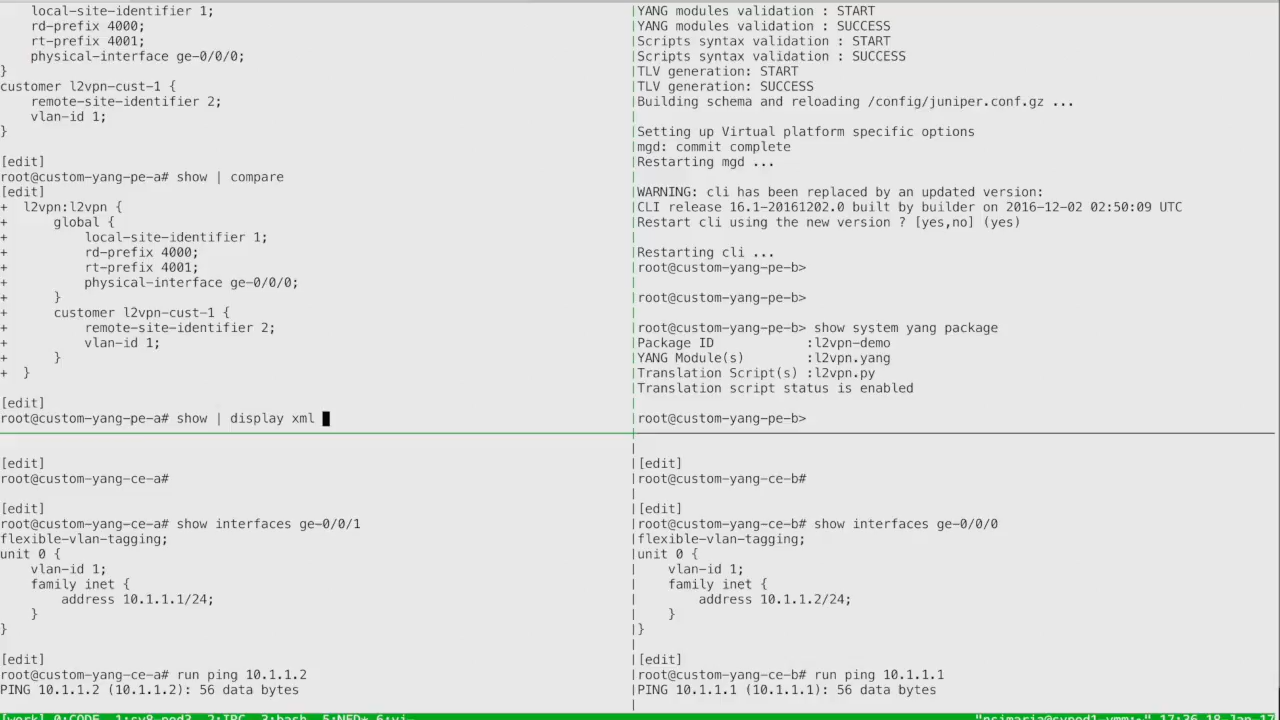 local-site-identifier 1;
rd-prefix 4000;
rt-prefix 4001;
physical-interface ge-0/0/0;
}
customer l2vpn-cust-1 {
remote-site-identifier 2;
vlan-id 1;
}
[edit]
root@custom-yang-pe-a# show | compare
[edit]
+ l2vpn:l2vpn {
+ global {
+ local-site-identifier 1;
+ rd-prefix 4000;
+ rt-prefix 4001;
+ physical-interface ge-0/0/0;
+ }
+ customer l2vpn-cust-1 {
+ remote-site-identifier 2;
+ vlan-id 1;
+ }
+ }
[edit]
root@custom-yang-pe-a# show | display xml
YANG modules validation : START
YANG modules validation : SUCCESS
Scripts syntax validation : START
Scripts syntax validation : SUCCESS
TLV generation: START
TLV generation: SUCCESS
Building schema and reloading /config/juniper.conf.gz ...
Setting up Virtual platform specific options
mgd: commit complete
Restarting mgd ...
WARNING: cli has been replaced by an updated version:
CLI release 16.1-20161202.0 built by builder on 2016-12-02 02:50:09 UTC
Restart cli using the new version ? [yes,no] (yes)
Restarting cli ...
root@custom-yang-pe-b>
root@custom-yang-pe-b>
root@custom-yang-pe-b> show system yang package
Package ID :l2vpn-demo
YANG Module(s) :l2vpn.yang
Translation Script(s) :l2vpn.py
Translation script status is enabled
root@custom-yang-pe-b>
[edit]
root@custom-yang-ce-a#
[edit]
root@custom-yang-ce-a# show interfaces ge-0/0/1
flexible-vlan-tagging;
unit 0 {
vlan-id 1;
family inet {
address 10.1.1.1/24;
}
}
[edit]
root@custom-yang-ce-a# run ping 10.1.1.2
PING 10.1.1.2 (10.1.1.2): 56 data bytes
[edit]
root@custom-yang-ce-b#
[edit]
root@custom-yang-ce-b# show interfaces ge-0/0/0
flexible-vlan-tagging;
unit 0 {
vlan-id 1;
family inet {
address 10.1.1.2/24;
}
}
[edit]
root@custom-yang-ce-b# run ping 10.1.1.1
PING 10.1.1.1 (10.1.1.1): 56 data bytes